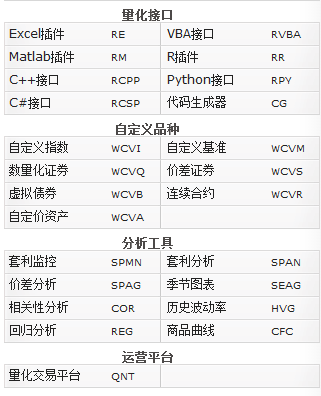 量化接口
Excel插件 RE VBA接口 RVBA
Matlab插件 RM R插件 RR
C++接口 RCPP Python接口 RPY
C#接口 RCSP 代码生成器 CG
自定义品种
自定义指数 WCVI 自定义基准 WCVM
数量化证券 WCVQ 价差证券 WCVS
虚拟债券 WCVB 连续合约 WCVR
自定价资产 WCVA
分析工具
套利监控 SPMN 套利分析 SPAN
价差分析 SPAG 季节图表 SEAG
相关性分析 COR 历史波动率 HVG
回归分析 REG 商品曲线 CFC
运营平台
量化交易平台 QNT